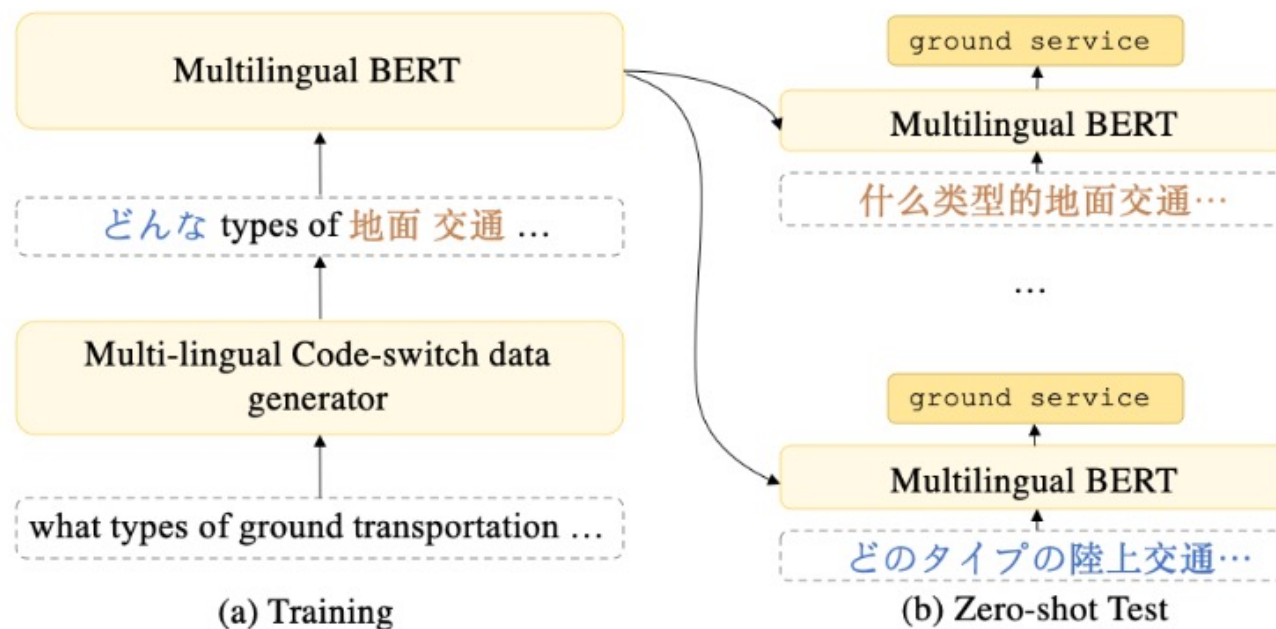 Multilingual BERT
どんな types of 地面 交通 ...
Multi-lingual Code-switch data
generator
what types of ground transportation ...
(a) Training
ground service
Multilingual BERT
什么类型的地面交通…
...
ground service
Multilingual BERT
どのタイプの陸上交通…
(b) Zero-shot Test